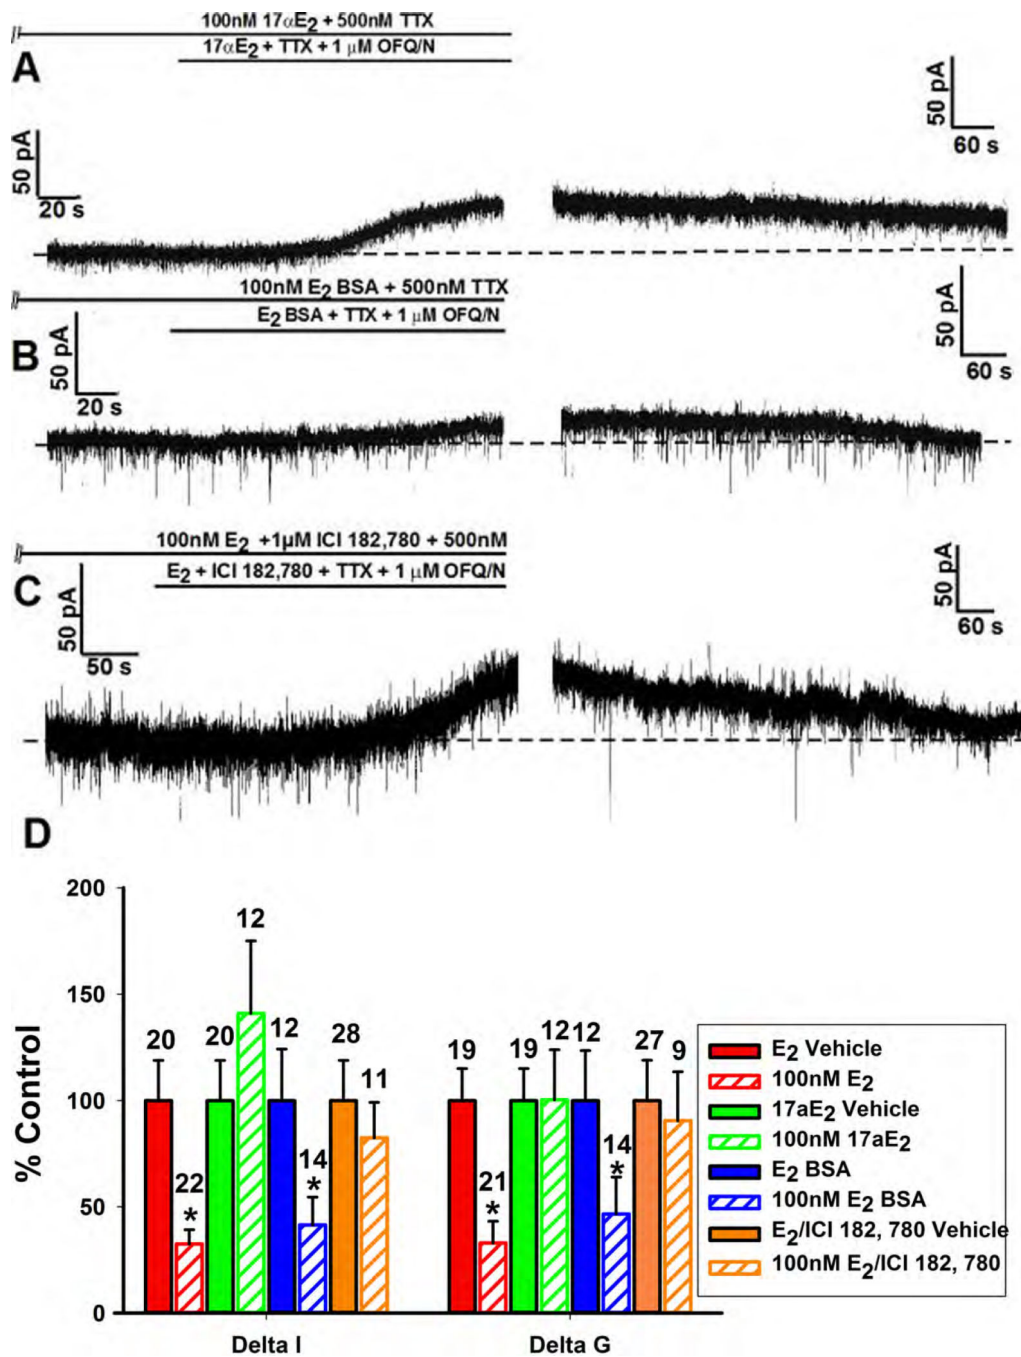 100nM 17αE2 + 500nM TTX
17αE2 + TTX + 1 μM OFQ/N
A
50 pA
60 s
50 pA
20 s
100nM E2 BSA + 500nM TTX
E2 BSA + TTX + 1 μM OFQ/N
B
50 pA
20 s
50 pA
60 s
100nM E2 +1μM ICI 182,780 + 500nM
E2 + ICI 182,780 + TTX + 1 μM OFQ/N
C
50 pA
50 s
50 pA
60 s
D
% Control
200
150
100
50
0
20
22
*
20
12
12
14
*
28
11
19
21
*
19
12
12
14
*
27
9
Delta I
Delta G
E2 Vehicle
100nM E2
17aE2 Vehicle
100nM 17aE2
E2 BSA
100nM E2 BSA
E2/ICI 182, 780 Vehicle
100nM E2/ICI 182, 780